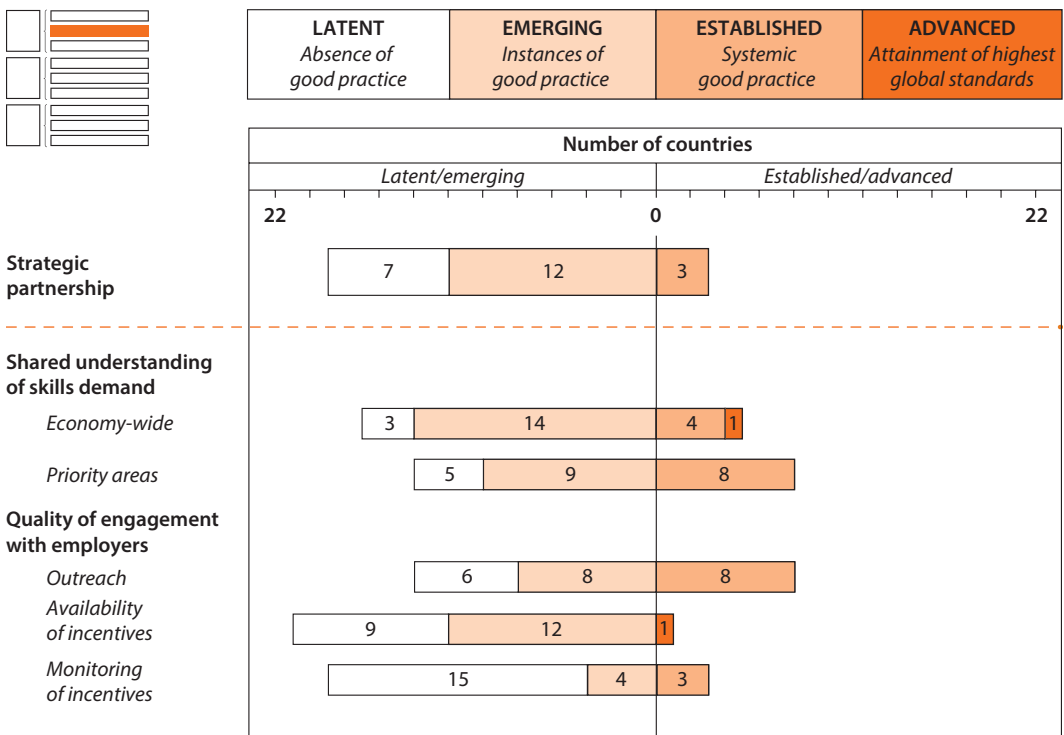 LATENT
Absence of
good practice
EMERGING
Instances of
good practice
ESTABLISHED
Systemic
good practice
ADVANCED
Attainment of highest
global standards
Number of countries
Latent/emerging
Established/advanced
22
0
22
Strategic
partnership
7
12
3
Shared understanding
of skills demand
Economy-wide
3
14
4
1
Priority areas
5
9
8
Quality of engagement
with employers
Outreach
6
8
8
Availability
of incentives
9
12
1
Monitoring
of incentives
15
4
3